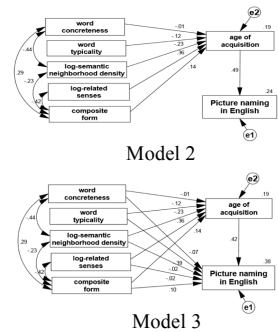 e2
word
concreteness
-.01
.19
age of
acquisition
word
typicality
-.12
-.44
.23
log-semantic
neighborhood density
.36
.29
-.23
.14
log-related
senses
.49
-.42
composite
form
.24
Picture naming
in English
e1
Model 2
e2
word
concreteness
-.01
.19
age of
acquisition
word
typicality
-.12
.23
-.44
.36
log-semantic
neighborhood density
.14
.29
-.23
-.07
.42
log-related
senses
.19
-.02
.38
-.42
-.02
Picture naming
in English
composite
form
.10
e1
Model 3